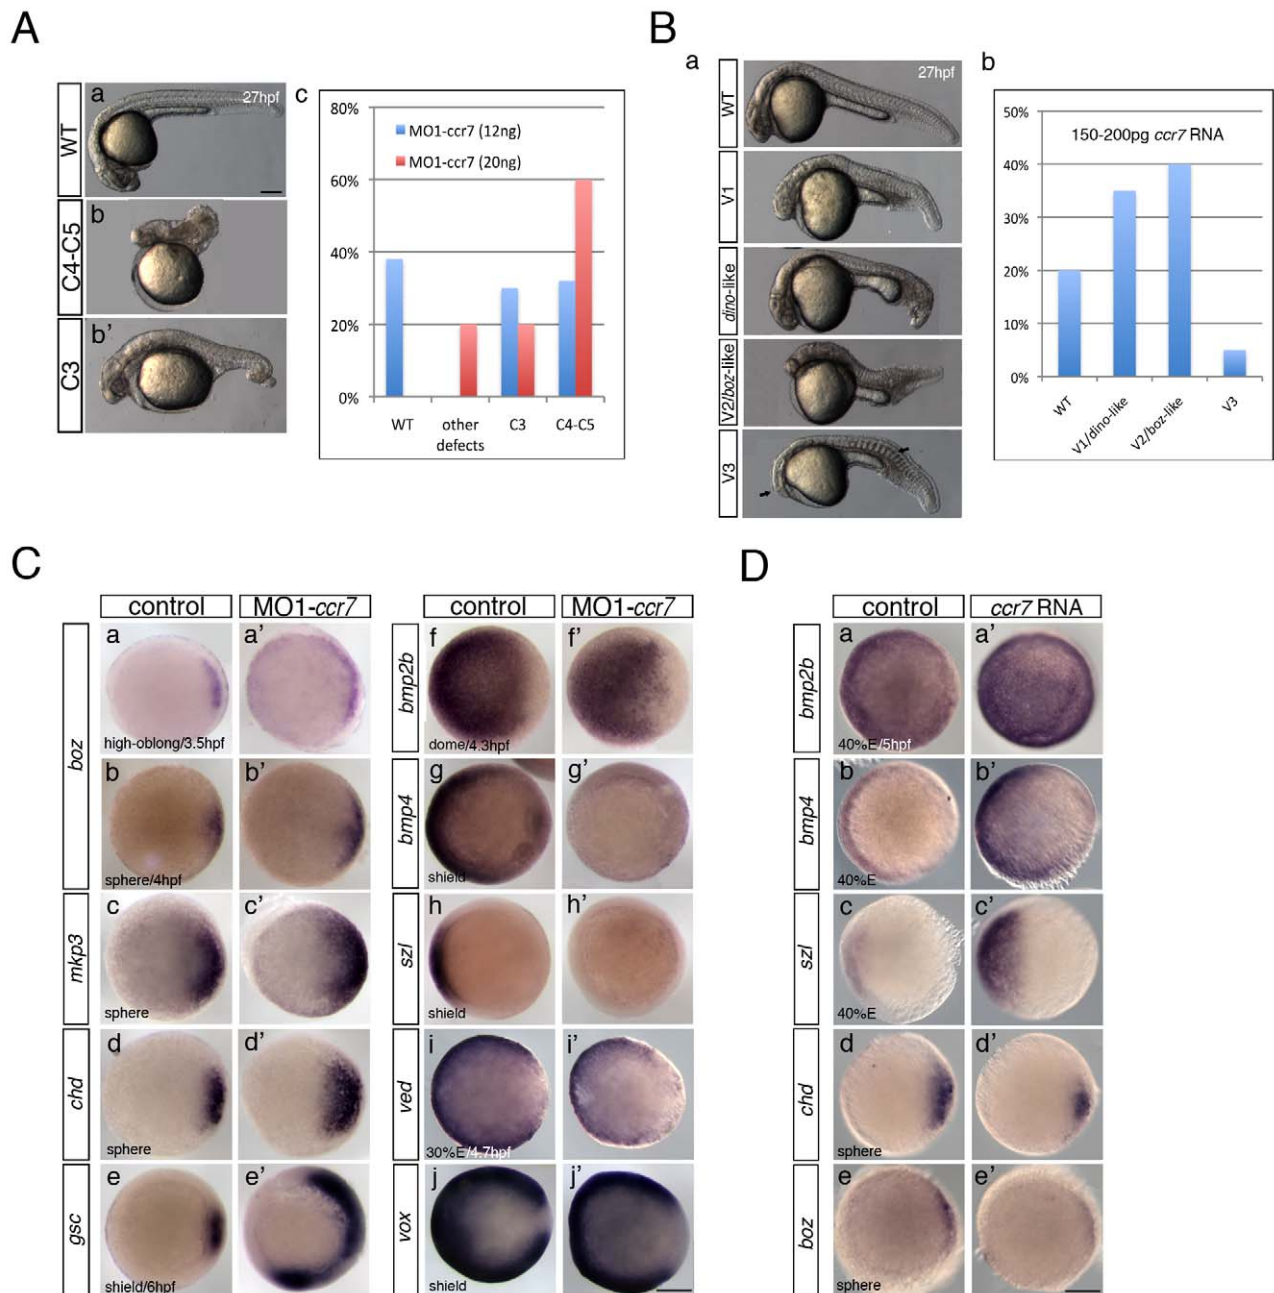 A
B
a
27hpf
WT
b
C4-C5
b'
C3
c
80%
60%
40%
20%
0%
MO1-ccr7 (12ng)
MO1-ccr7 (20ng)
WT
other
defects
C3
C4-C5
a
27hpf
WT
V1
dino-like
V2/boz-like
V3
b
50%
40%
30%
20%
10%
0%
150-200pg ccr7 RNA
WT
V1/dino-like
V2/boz-like
V3
C
control
MO1-ccr7
boz
a
a'
high-oblong/3.5hpf
b
b'
sphere/4hpf
mkp3
c
c'
sphere
chd
d
d'
sphere
gsc
e
e'
shield/6hpf
control
MO1-ccr7
bmp2b
f
f'
dome/4.3hpf
bmp4
g
g'
shield
szl
h
h'
shield
ved
i
i'
30%E/4.7hpf
vox
j
j'
shield
D
control
ccr7 RNA
bmp2b
a
a'
40%E/5hpf
bmp4
b
b'
40%E
szl
c
c'
40%E
chd
d
d'
sphere
boz
e
e'
sphere